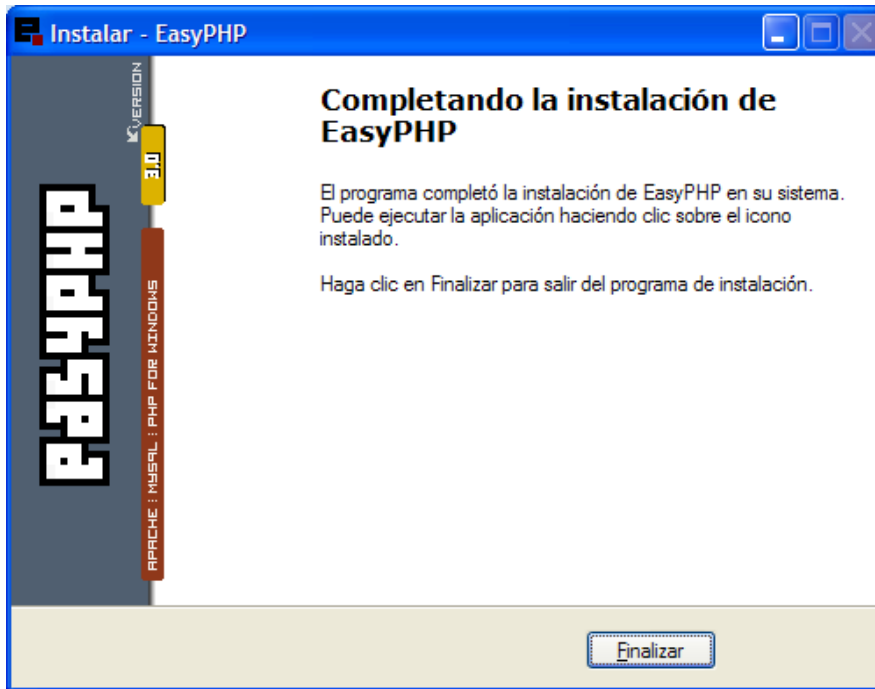 Instalar - EasyPHP
VERSION
3.0
easyphp
APACHE : MYSQL : PHP FOR WINDOWS
Completando la instalación de
EasyPHP
El programa completó la instalación de EasyPHP en su sistema.
Puede ejecutar la aplicación haciendo clic sobre el icono
instalado.
Haga clic en Finalizar para salir del programa de instalación.
Finalizar